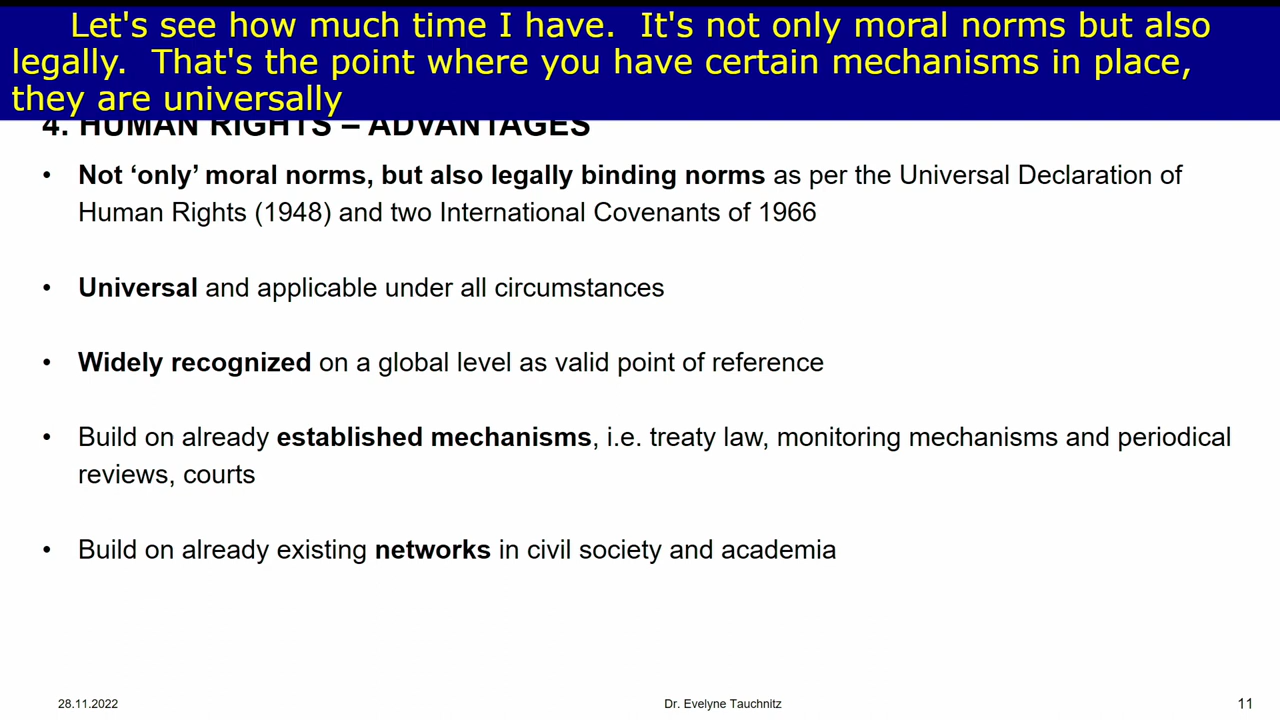 Let's see how much time I have.  It's not only moral norms but also
legally.  That's the point where you have certain mechanisms in place,
they are universally
4. HUMAN RIGHTS – ADVANTAGES
• Not ‘only’ moral norms, but also legally binding norms as per the Universal Declaration of
Human Rights (1948) and two International Covenants of 1966
• Universal and applicable under all circumstances
• Widely recognized on a global level as valid point of reference
• Build on already established mechanisms, i.e. treaty law, monitoring mechanisms and periodical
reviews, courts
• Build on already existing networks in civil society and academia
28.11.2022
Dr. Evelyne Tauchnitz
11